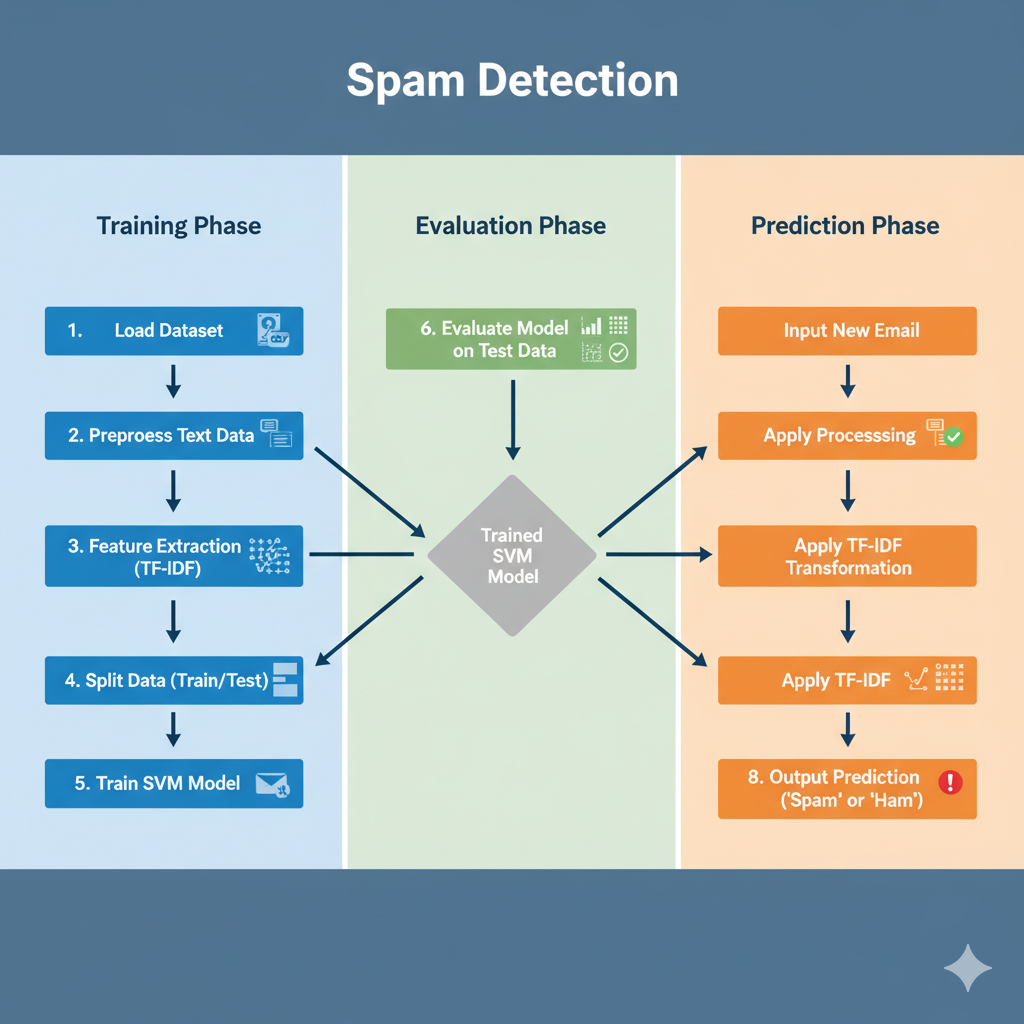 Spam Detection
Training Phase
1. Load Dataset
2. Preproess Text Data
3. Feature Extraction
(TF-IDF)
4. Split Data (Train/Test)
5. Train SVM Model
Evaluation Phase
6. Evaluate Model
on Test Data
Trained
SVM
Model
Prediction Phase
Input New Email
Apply Processsing
Apply TF-IDF
Transformation
Apply TF-IDF
8. Output Prediction
('Spam' or 'Ham')